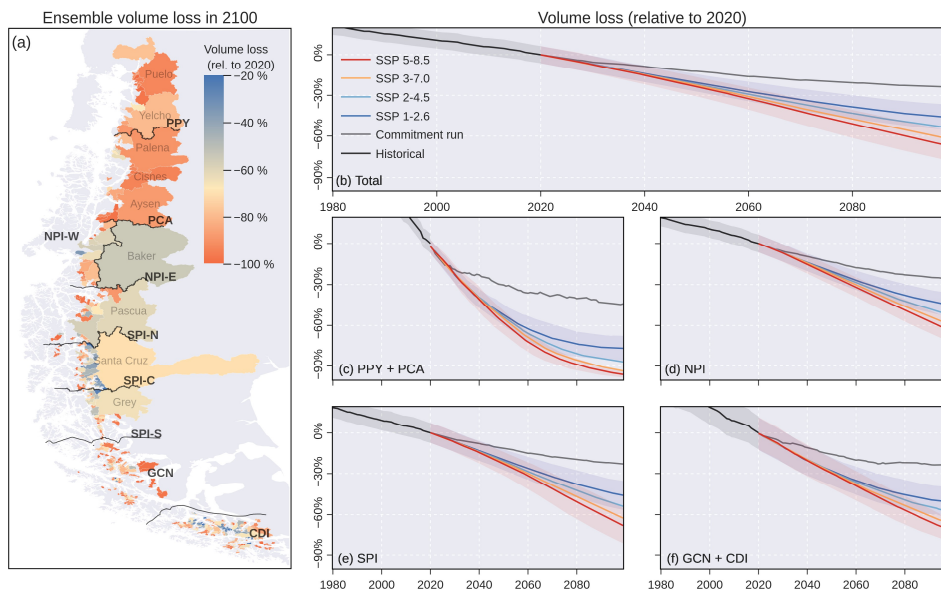 Ensemble volume loss in 2100
Volume loss (relative to 2020)
(a)
Volume loss
(rel. to 2020)
−20 %
−40 %
−60 %
−80 %
−100 %
Puelo
Yelcho
PPY
Palena
Cisnes
Aysen
PCA
NPI-W
Baker
NPI-E
Pascua
SPI-N
Santa Cruz
SPI-C
Grey
SPI-S
GCN
CDI
0%
−30%
−60%
−90%
SSP 5-8.5
SSP 3-7.0
SSP 2-4.5
SSP 1-2.6
Commitment run
Historical
(b) Total
1980
2000
2020
2040
2060
2080
0%
−30%
−60%
−90%
(c) PPY + PCA
(d) NPI
0%
−30%
−60%
−90%
(e) SPI
1980
2000
2020
2040
2060
2080
(f) GCN + CDI
1980
2000
2020
2040
2060
2080